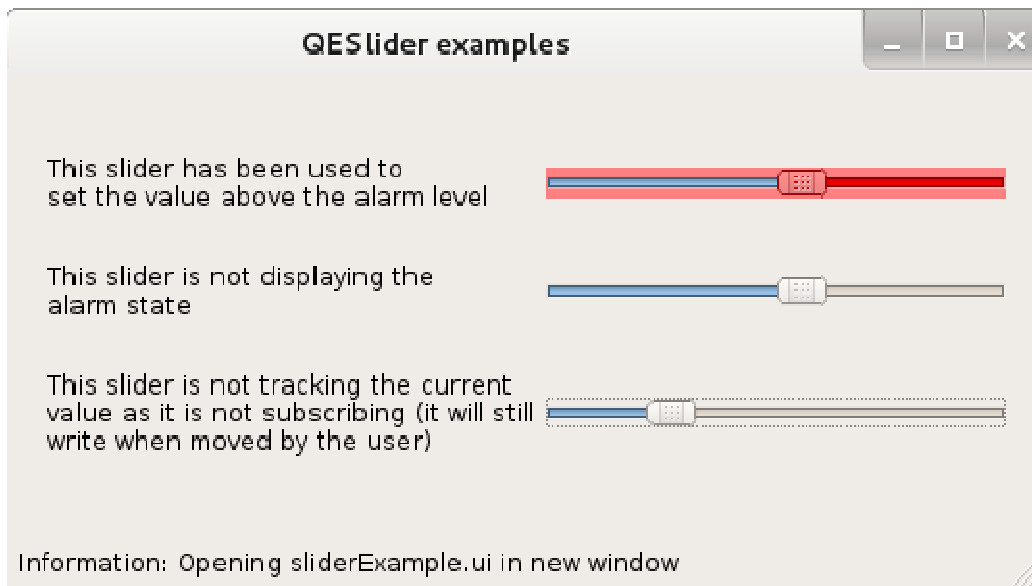 QESlider examples
This slider has been used to
set the value above the alarm level
This slider is not displaying the
alarm state
This slider is not tracking the current
value as it is not subscribing (it will still
write when moved by the user)
Information: Opening sliderExample.ui in new window